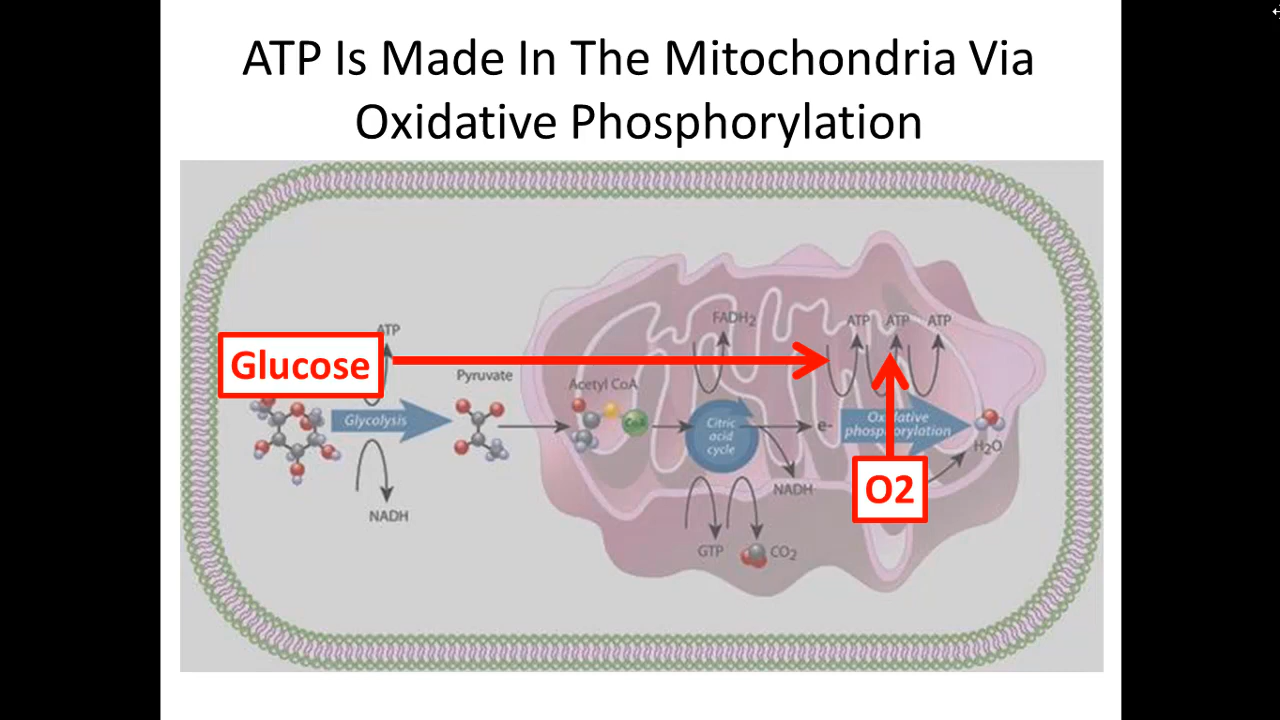 ATP Is Made In The Mitochondria Via
Oxidative Phosphorylation
ATP
Glucose
Glycolysis
NADH
Pyruvate
Acetyl CoA
CoA
FADH2
Citric
acid
cycle
NADH
GTP
CO2
e-
ATP ATP ATP
Oxidative
phosphorylation
H2O
O2